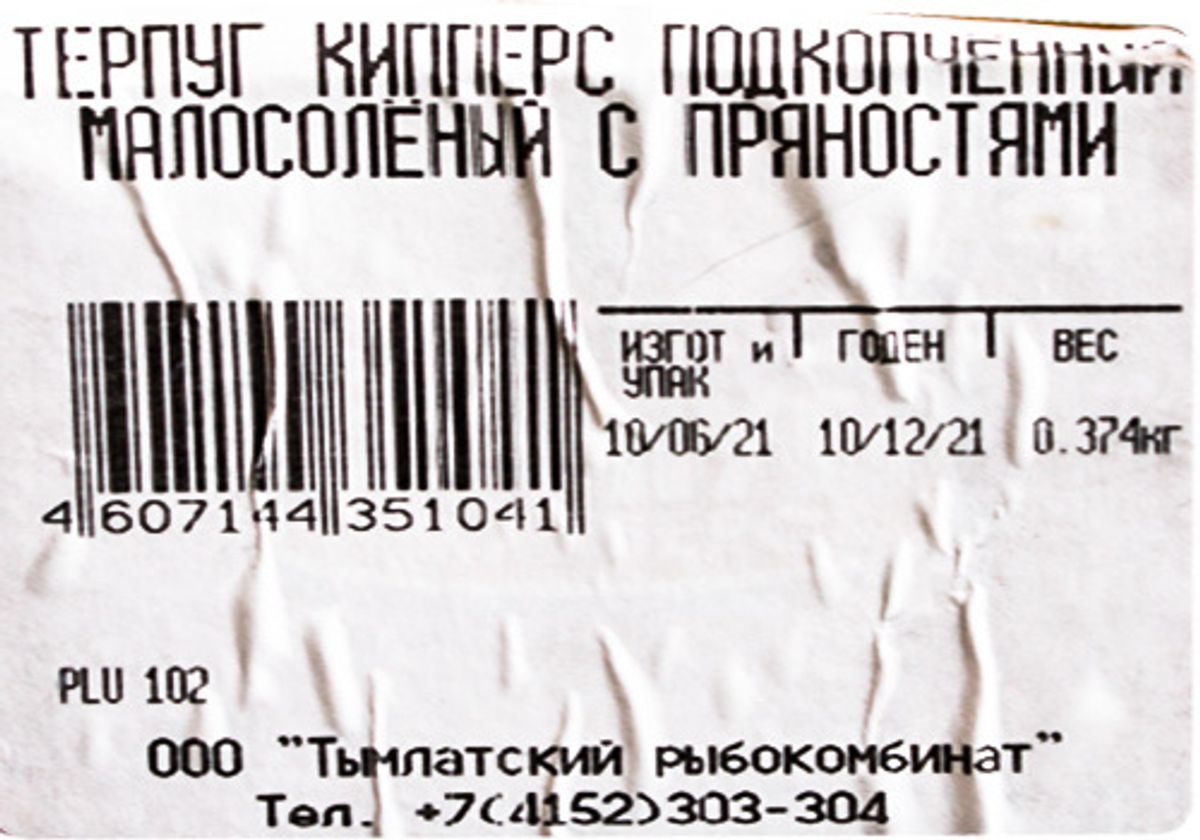 ТЕРПУГ КИППЕРС ПОДКОПЧЕННЫЙ
МАЛОСОЛЁНЫЙ С ПРЯНОСТЯМИ
ИЗГОТ и ГОДЕН ВЕС
УПАК
10/06/21 10/12/21 0.374кг
4 607144 351041
PLU 102
ООО "Тымлатский рыбокомбинат"
Тел. +7(4152)303-304